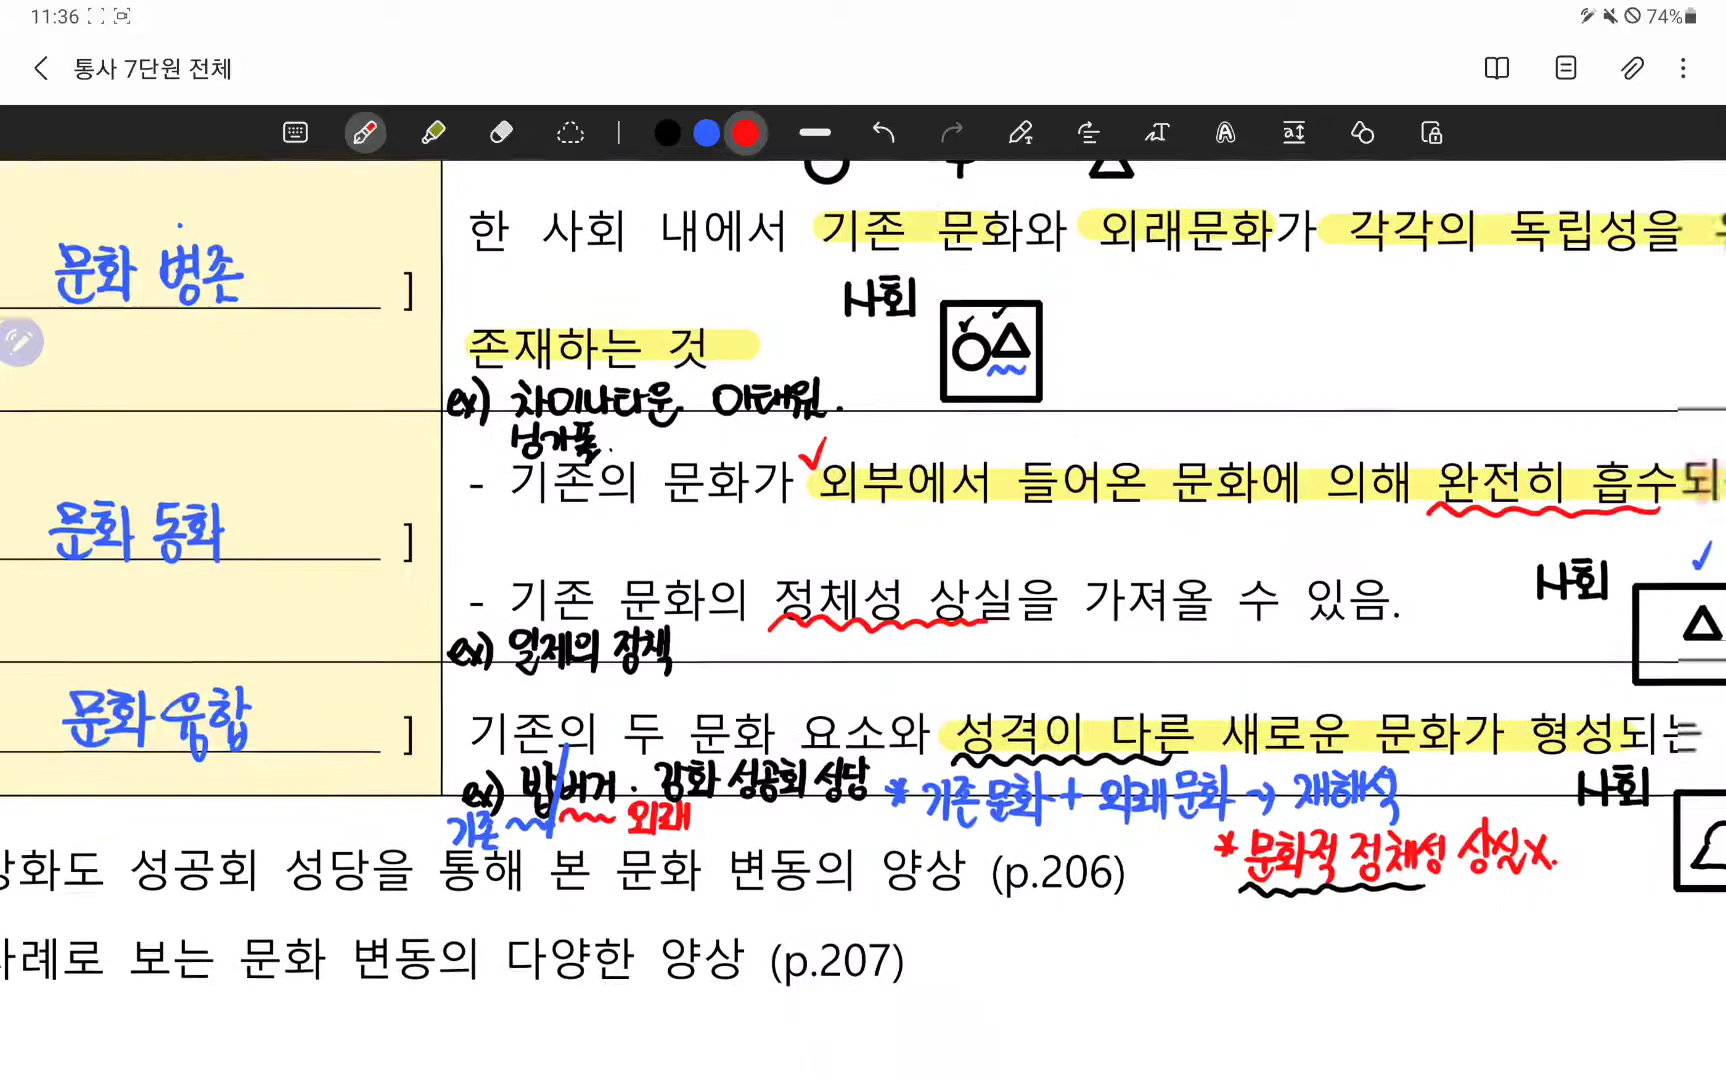 11:36
74%
통사 7단원 전체
한 사회 내에서 기존 문화와 외래문화가 각각의 독립성을
문화 병존 ]
사회
존재하는 것
ex) 차이나타운. 이태원.
싱가폴.
- 기존의 문화가 외부에서 들어온 문화에 의해 완전히 흡수되
문화 동화 ]
사회
- 기존 문화의 정체성 상실을 가져올 수 있음.
ex) 일제의 정책
문화 융합 ]
기존의 두 문화 요소와 성격이 다른 새로운 문화가 형성되는
ex) 밥/버거. 강화 성공회 성당
* 기존 문화 + 외래 문화 → 재해석
사회
기존 외래
* 문화적 정체성 상실 X.
강화도 성공회 성당을 통해 본 문화 변동의 양상 (p.206)
사례로 보는 문화 변동의 다양한 양상 (p.207)